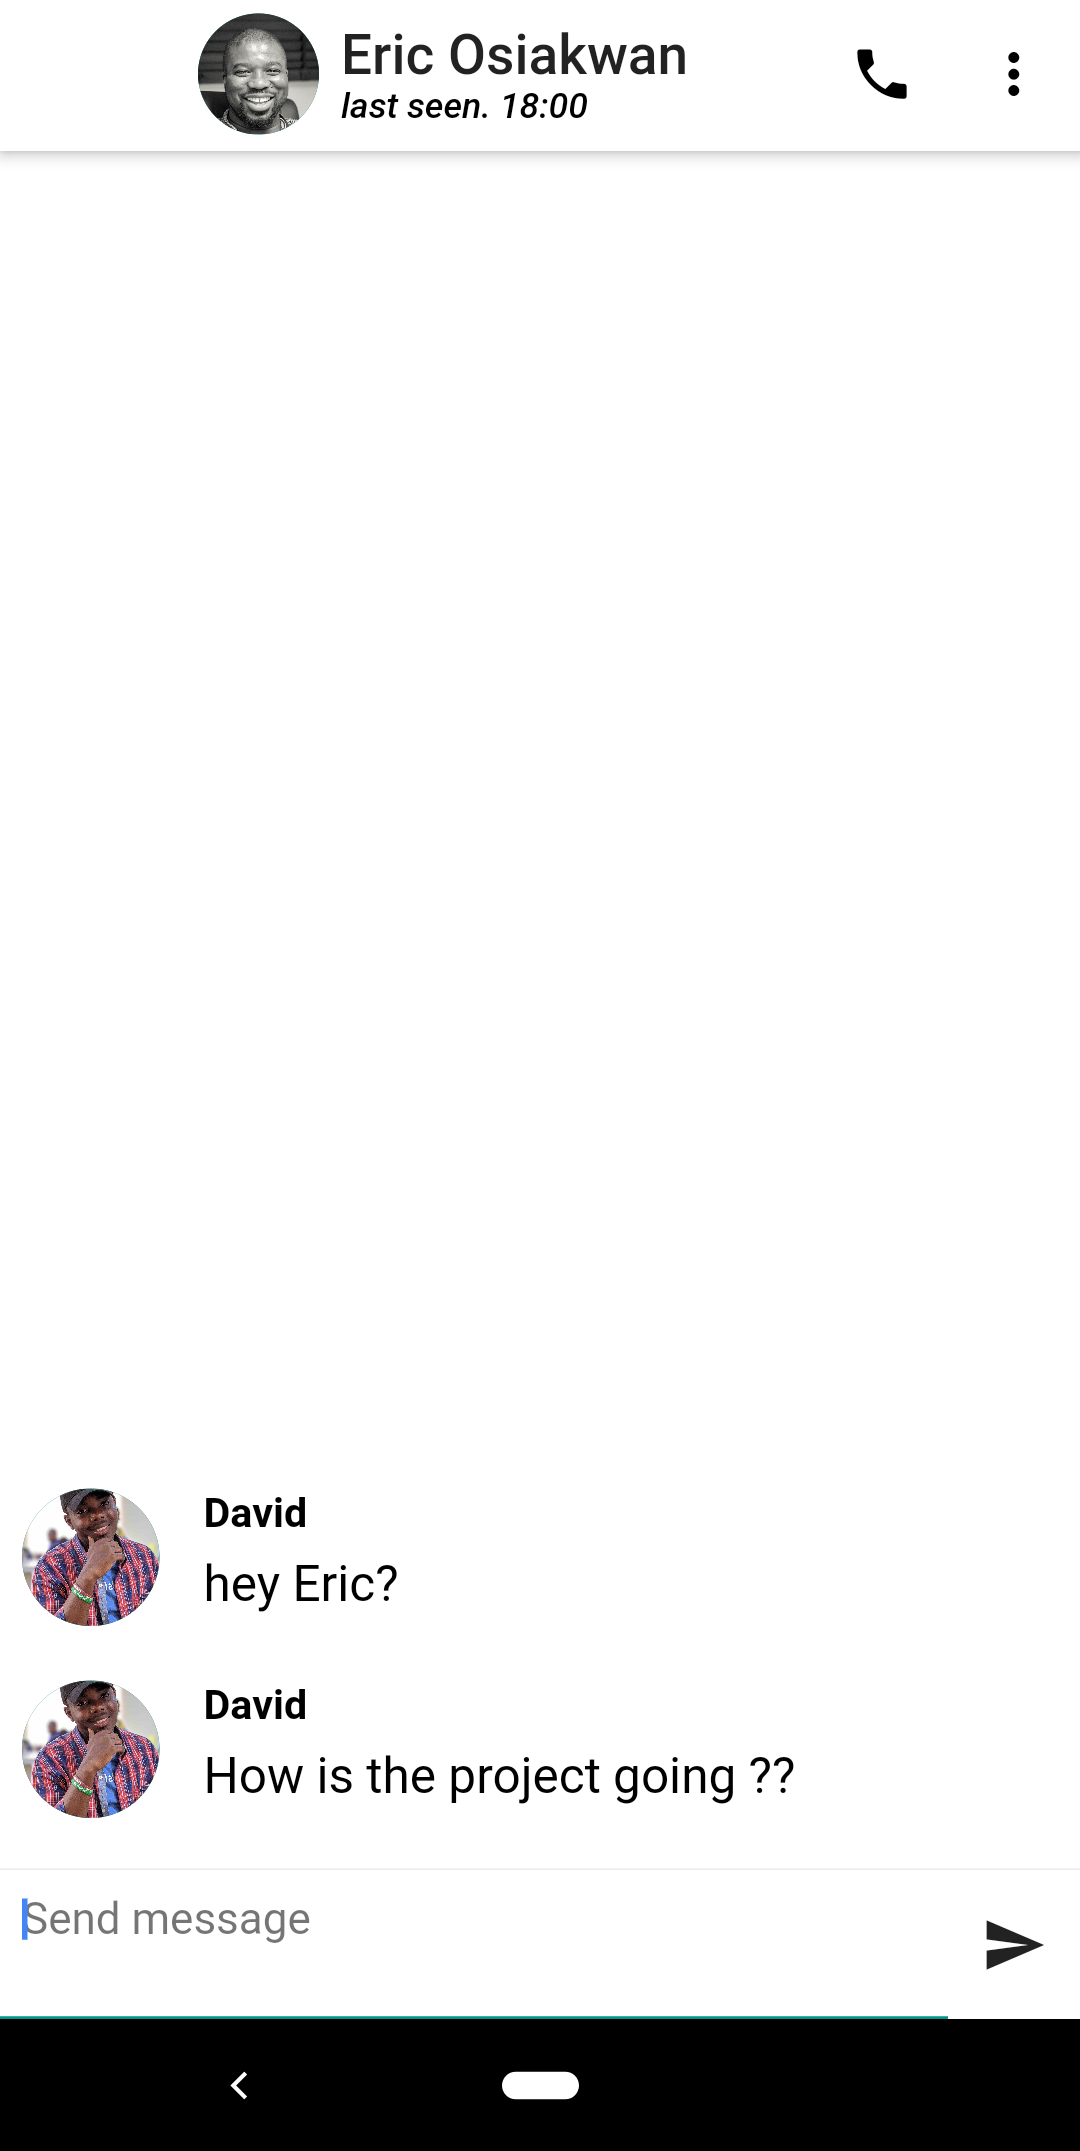 Eric Osiakwan
last seen. 18:00
David
hey Eric?
David
How is the project going ??
Send message